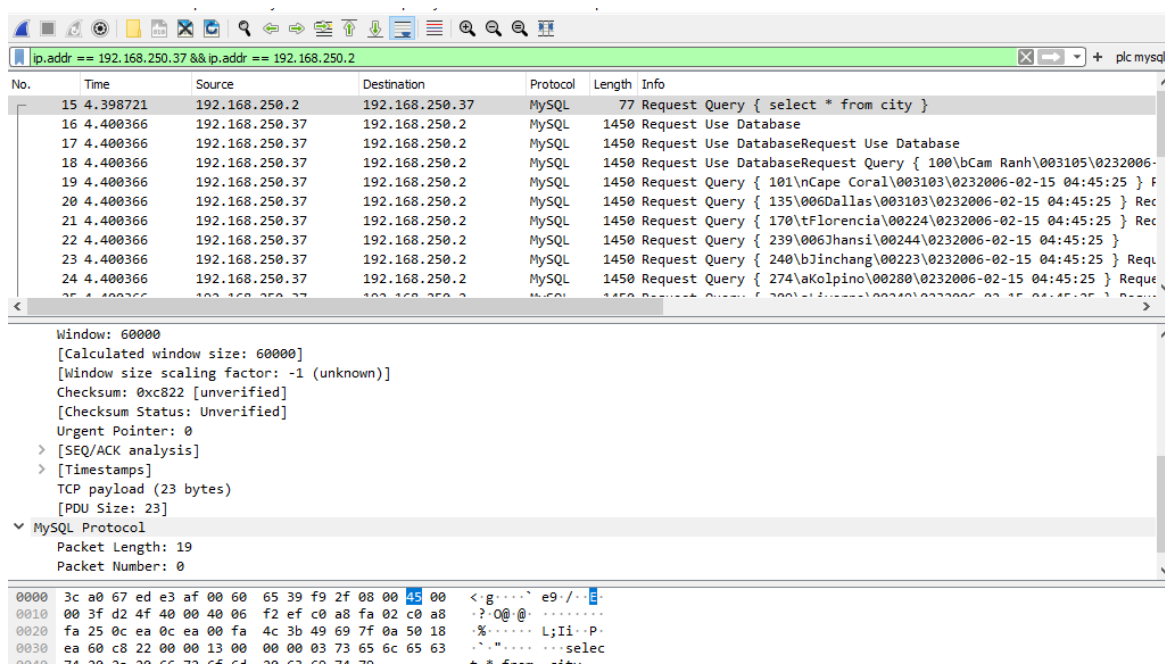 ip.addr == 192.168.250.37 && ip.addr == 192.168.250.2 + plc mysql
No. Time Source Destination Protocol Length Info
15 4.398721 192.168.250.2 192.168.250.37 MySQL 77 Request Query { select * from city }
16 4.400366 192.168.250.37 192.168.250.2 MySQL 1450 Request Use Database
17 4.400366 192.168.250.37 192.168.250.2 MySQL 1450 Request Use DatabaseRequest Use Database
18 4.400366 192.168.250.37 192.168.250.2 MySQL 1450 Request Use DatabaseRequest Query { 100\bCam Ranh\003105\0232006-
19 4.400366 192.168.250.37 192.168.250.2 MySQL 1450 Request Query { 101\nCape Coral\003103\0232006-02-15 04:45:25 }
20 4.400366 192.168.250.37 192.168.250.2 MySQL 1450 Request Query { 135\006Dallas\003103\0232006-02-15 04:45:25 } Rec
21 4.400366 192.168.250.37 192.168.250.2 MySQL 1450 Request Query { 170\tFlorencia\00224\0232006-02-15 04:45:25 } Rec
22 4.400366 192.168.250.37 192.168.250.2 MySQL 1450 Request Query { 239\006Jhansi\00244\0232006-02-15 04:45:25 }
23 4.400366 192.168.250.37 192.168.250.2 MySQL 1450 Request Query { 240\bJinchang\00223\0232006-02-15 04:45:25 } Requ
24 4.400366 192.168.250.37 192.168.250.2 MySQL 1450 Request Query { 274\aKolpino\00280\0232006-02-15 04:45:25 } Reque
Window: 60000
[Calculated window size: 60000]
[Window size scaling factor: -1 (unknown)]
Checksum: 0xc822 [unverified]
[Checksum Status: Unverified]
Urgent Pointer: 0
> [SEQ/ACK analysis]
> [Timestamps]
TCP payload (23 bytes)
[PDU Size: 23]
MySQL Protocol
Packet Length: 19
Packet Number: 0
0000 3c a0 67 ed e3 af 00 60 65 39 f9 2f 08 00 45 00 <·g····` e9·/··E·
0010 00 3f d2 4f 40 00 40 06 f2 ef c0 a8 fa 02 c0 a8 ·?·O@·@· ········
0020 fa 25 0c ea 0c ea 00 fa 4c 3b 49 69 7f 0a 50 18 ·%······ L;Ii··P·
0030 ea 60 c8 22 00 00 13 00 00 00 03 73 65 6c 65 63 ·`·"···· ···selec